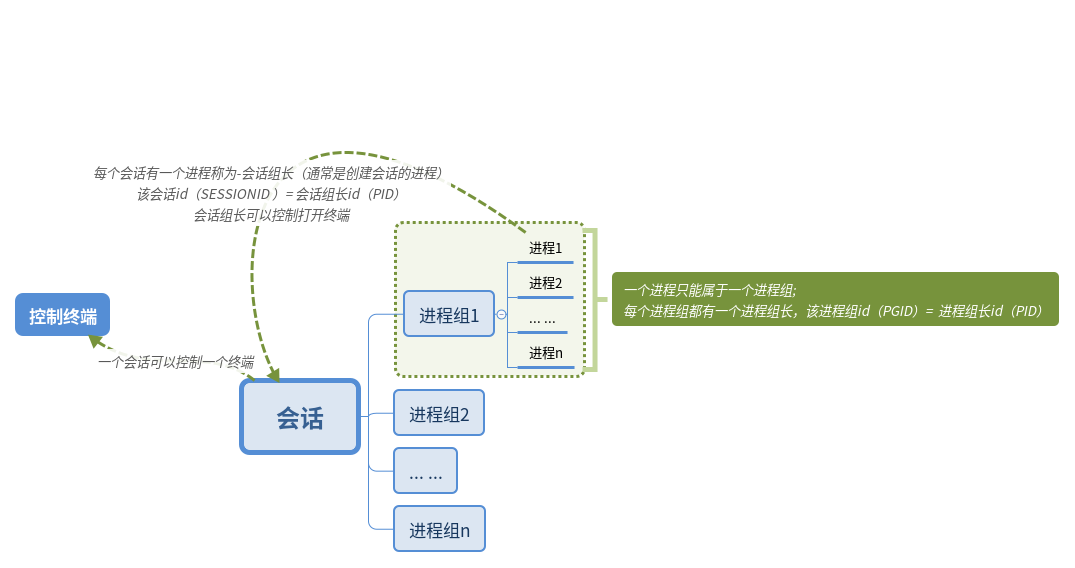 每个会话有一个进程称为-会话组长（通常是创建会话的进程）
该会话id（SESSIONID ）= 会话组长id（PID）
会话组长可以控制打开终端
进程1
进程2
... ...
进程n
进程组1
一个进程只能属于一个进程组;
每个进程组都有一个进程组长，该进程组id（PGID）= 进程组长id（PID）
控制终端
一个会话可以控制一个终端
会话
进程组2
... ...
进程组n